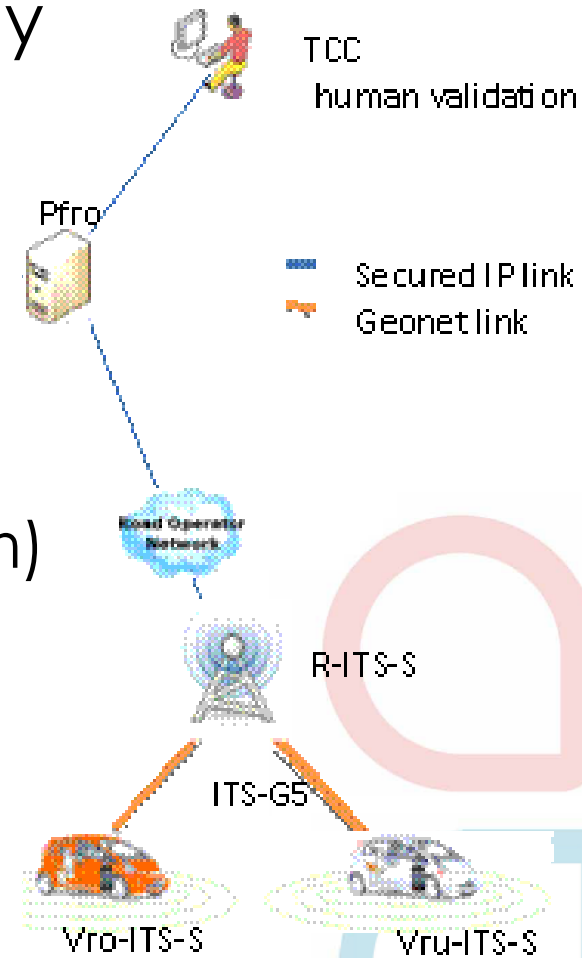 y
TCC
human validation
Pfro
Secured IP link
Geonet link
Road Operator
Network
n)
R-ITS-S
ITS-G5
Vro-ITS-S
Vru-ITS-S